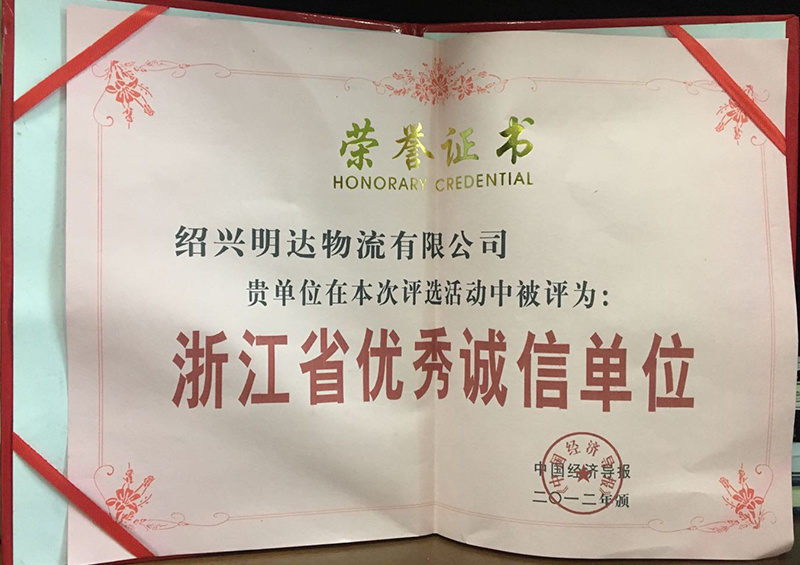 荣誉证书
HONORARY CREDENTIAL
绍兴明达物流有限公司
贵单位在本次评选活动中被评为：
浙江省优秀诚信单位
《中国经济导报》
中国经济导报
二〇一二年颁